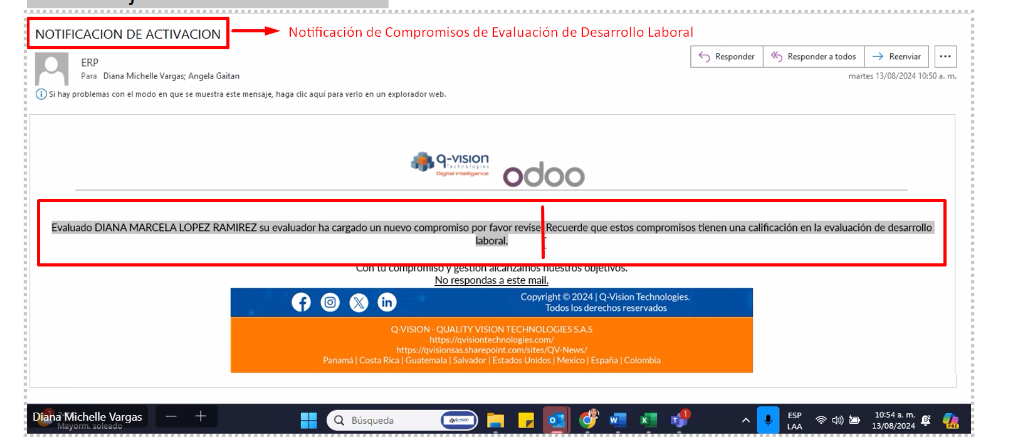 NOTIFICACION DE ACTIVACION
Notificación de Compromisos de Evaluación de Desarrollo Laboral
ERP
Para Diana Michelle Vargas; Angela Gaitan
Responder
Responder a todos
Reenviar
martes 13/08/2024 10:50 a. m.
Si hay problemas con el modo en que se muestra este mensaje, haga clic aquí para verlo en un explorador web.
Q-VISION
Technologies
Digital Intelligence
odoo
Evaluado DIANA MARCELA LOPEZ RAMIREZ su evaluador ha cargado un nuevo compromiso por favor revise. Recuerde que estos compromisos tienen una calificación en la evaluación de desarrollo
laboral.
Con tu compromiso y gestión alcanzamos nuestros objetivos.
No respondas a este mail.
Copyright © 2024 | Q-Vision Technologies.
Todos los derechos reservados
Q-VISION - QUALITY VISION TECHNOLOGIES S.A.S
https://qvisiontechnologies.com/
https://qvisionsas.sharepoint.com/sites/QV-News/
Panamá | Costa Rica | Guatemala | Salvador | Estados Unidos | Mexico | España | Colombia
Diana Michelle Vargas
Mayorm. soleado
Búsqueda
ESP
LAA
10:54 a. m.
13/08/2024